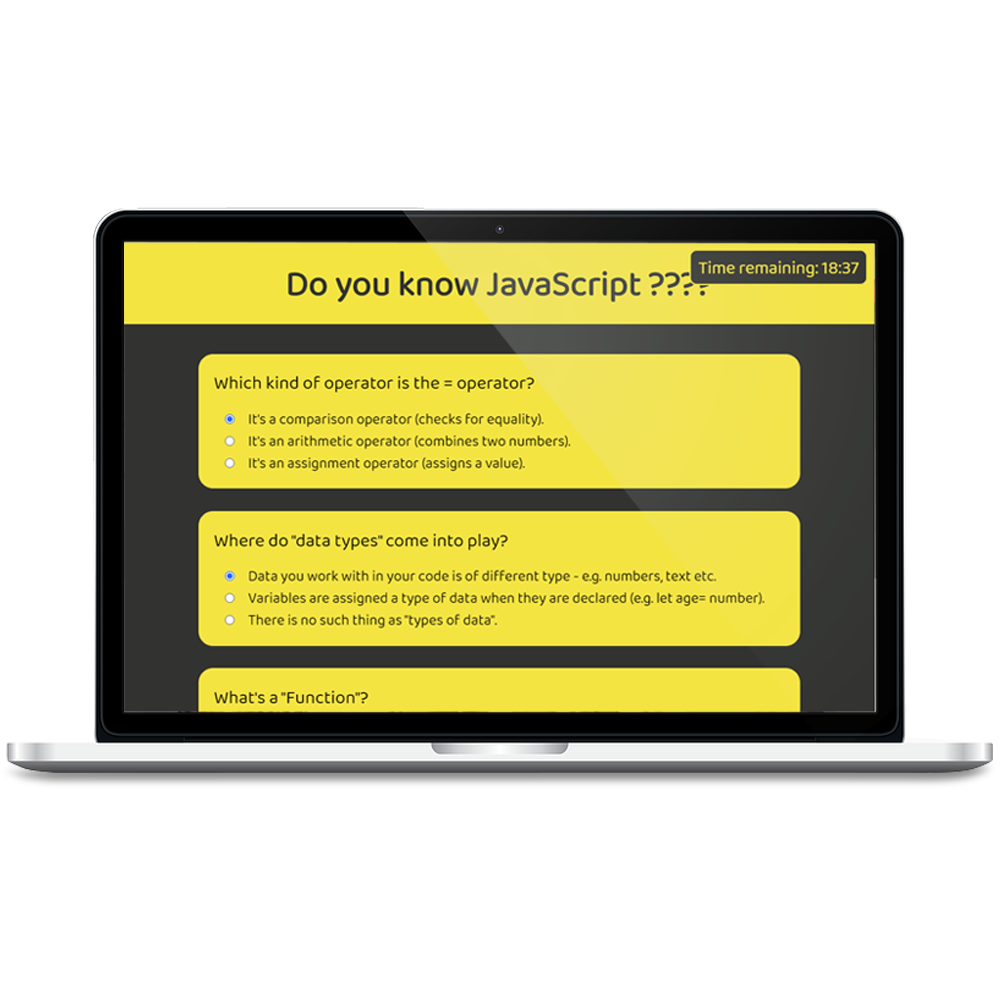 Time remaining: 18:37
Do you know JavaScript ????
Which kind of operator is the = operator?
It's a comparison operator (checks for equality).
It's an arithmetic operator (combines two numbers).
It's an assignment operator (assigns a value).
Where do "data types" come into play?
Data you work with in your code is of different type - e.g. numbers, text etc.
Variables are assigned a type of data when they are declared (e.g. let age= number).
There is no such thing as "types of data".
What's a "Function"?